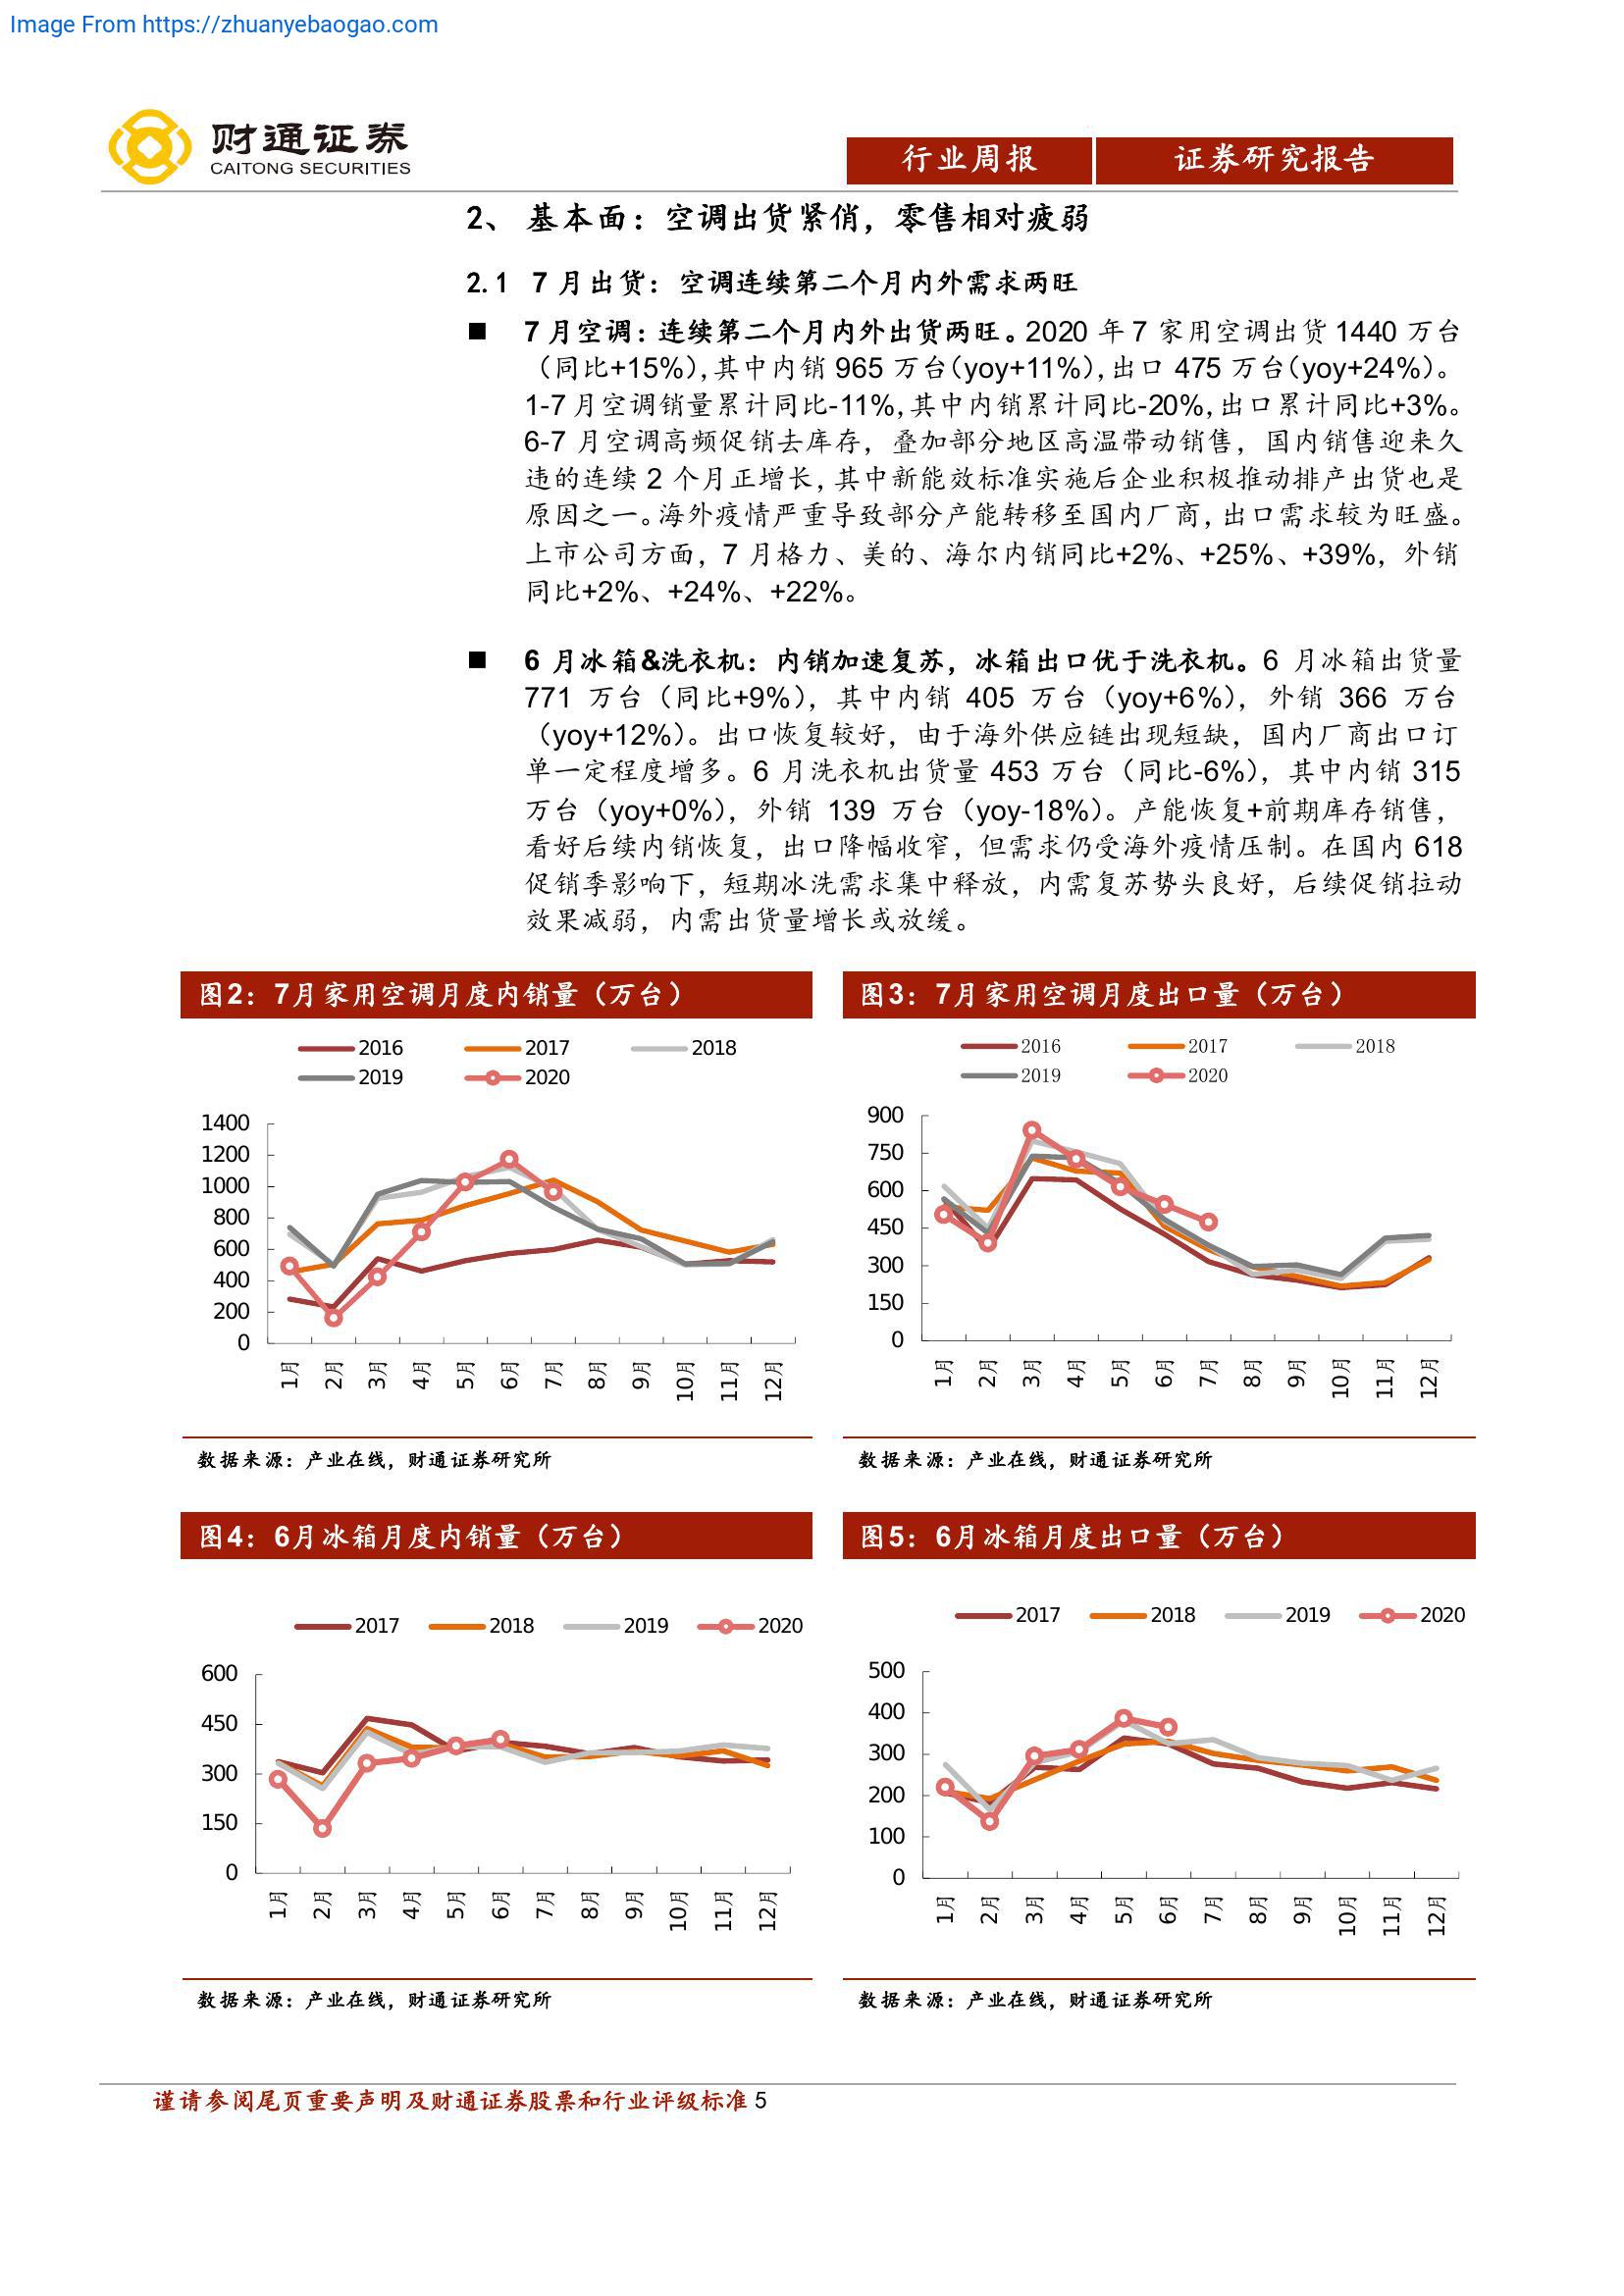 Image From https://zhuanyebaogao.com
财通证券
CAITONG SECURITIES
行业周报
证券研究报告
2、 基本面：空调出货紧俏，零售相对疲弱
2.1 7 月出货：空调连续第二个月内外需求两旺
■ 7 月空调：连续第二个月内外出货两旺。2020 年 7 家用空调出货 1440 万台
（同比+15%），其中内销 965 万台（yoy+11%），出口 475 万台（yoy+24%）。
1-7 月空调销量累计同比-11%，其中内销累计同比-20%，出口累计同比+3%。
6-7 月空调高频促销去库存，叠加部分地区高温带动销售，国内销售迎来久
违的连续 2 个月正增长，其中新能效标准实施后企业积极推动排产出货也是
原因之一。海外疫情严重导致部分产能转移至国内厂商，出口需求较为旺盛。
上市公司方面，7 月格力、美的、海尔内销同比+2%、+25%、+39%，外销
同比+2%、+24%、+22%。
■ 6 月冰箱&洗衣机：内销加速复苏，冰箱出口优于洗衣机。6 月冰箱出货量
771 万台（同比+9%），其中内销 405 万台（yoy+6%），外销 366 万台
（yoy+12%）。出口恢复较好，由于海外供应链出现短缺，国内厂商出口订
单一定程度增多。6 月洗衣机出货量 453 万台（同比-6%），其中内销 315
万台（yoy+0%），外销 139 万台（yoy-18%）。产能恢复+前期库存销售，
看好后续内销恢复，出口降幅收窄，但需求仍受海外疫情压制。在国内 618
促销季影响下，短期冰洗需求集中释放，内需复苏势头良好，后续促销拉动
效果减弱，内需出货量增长或放缓。
图2：7月家用空调月度内销量（万台）
2016 2017 2018
2019 2020
1400
1200
1000
800
600
400
200
0
1月 2月 3月 4月 5月 6月 7月 8月 9月 10月 11月 12月
数据来源：产业在线，财通证券研究所
图3：7月家用空调月度出口量（万台）
2016 2017 2018
2019 2020
900
750
600
450
300
150
0
1月 2月 3月 4月 5月 6月 7月 8月 9月 10月 11月 12月
数据来源：产业在线，财通证券研究所
图4：6月冰箱月度内销量（万台）
2017 2018 2019 2020
600
450
300
150
0
1月 2月 3月 4月 5月 6月 7月 8月 9月 10月 11月 12月
数据来源：产业在线，财通证券研究所
图5：6月冰箱月度出口量（万台）
2017 2018 2019 2020
500
400
300
200
100
0
1月 2月 3月 4月 5月 6月 7月 8月 9月 10月 11月 12月
数据来源：产业在线，财通证券研究所
谨请参阅尾页重要声明及财通证券股票和行业评级标准 5